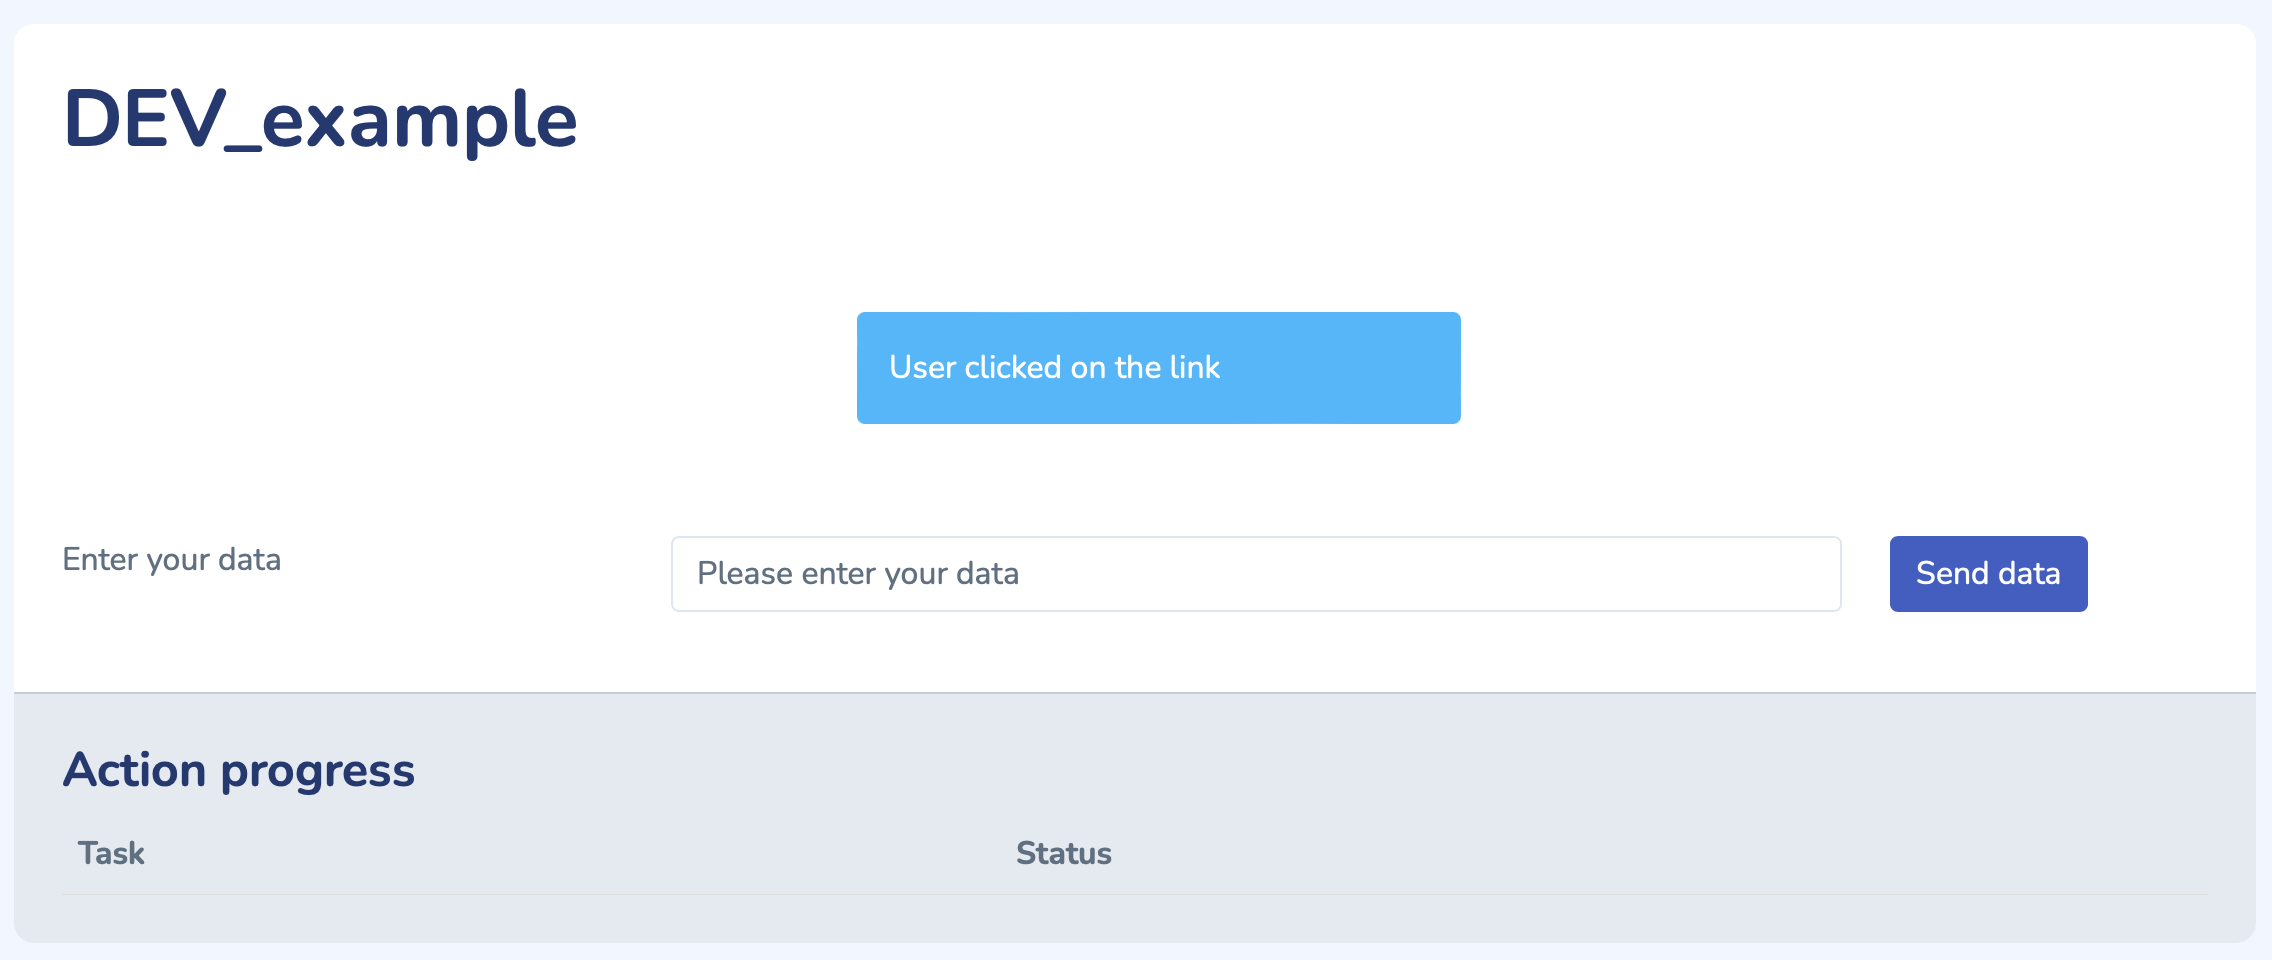 DEV_example
User clicked on the link
Enter your data
Please enter your data
Send data
Action progress
Task Status